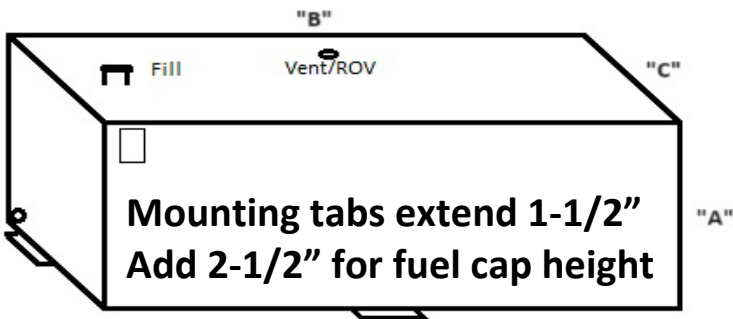 "B"
Fill
Vent/ROV
"C"
"A"
Mounting tabs extend 1-1/2”
Add 2-1/2” for fuel cap height